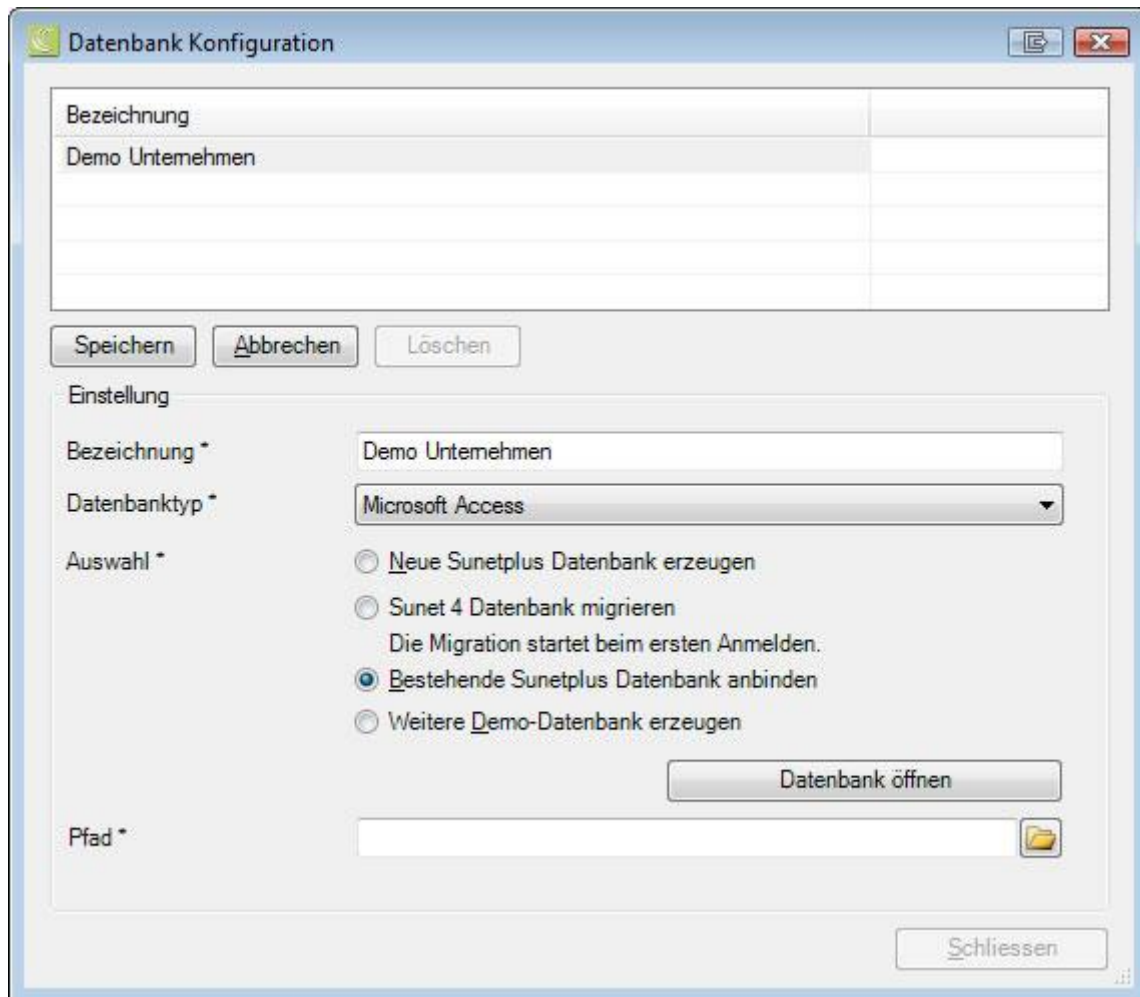 Datenbank Konfiguration
Bezeichnung
Demo Unternehmen
Speichern Abbrechen Löschen
Einstellung
Bezeichnung * Demo Unternehmen
Datenbanktyp * Microsoft Access
Auswahl * Neue Sunetplus Datenbank erzeugen
Sunet 4 Datenbank migrieren
Die Migration startet beim ersten Anmelden.
Bestehende Sunetplus Datenbank anbinden
Weitere Demo-Datenbank erzeugen
Datenbank öffnen
Pfad *
Schliessen